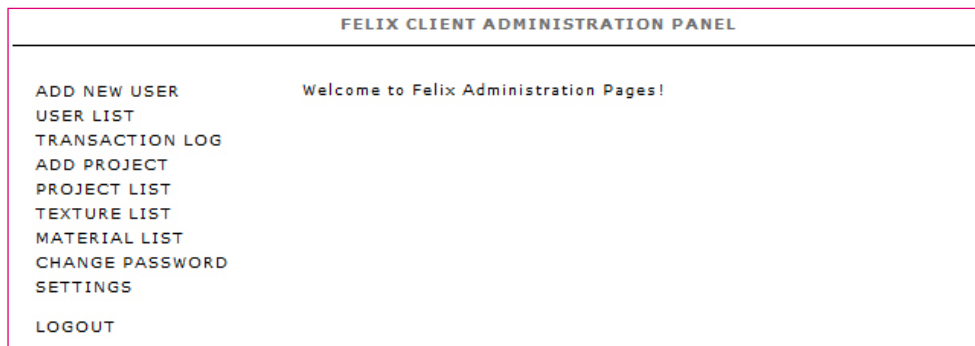 FELIX CLIENT ADMINISTRATION PANEL
ADD NEW USER
Welcome to Felix Administration Pages!
USER LIST
TRANSACTION LOG
ADD PROJECT
PROJECT LIST
TEXTURE LIST
MATERIAL LIST
CHANGE PASSWORD
SETTINGS
LOGOUT